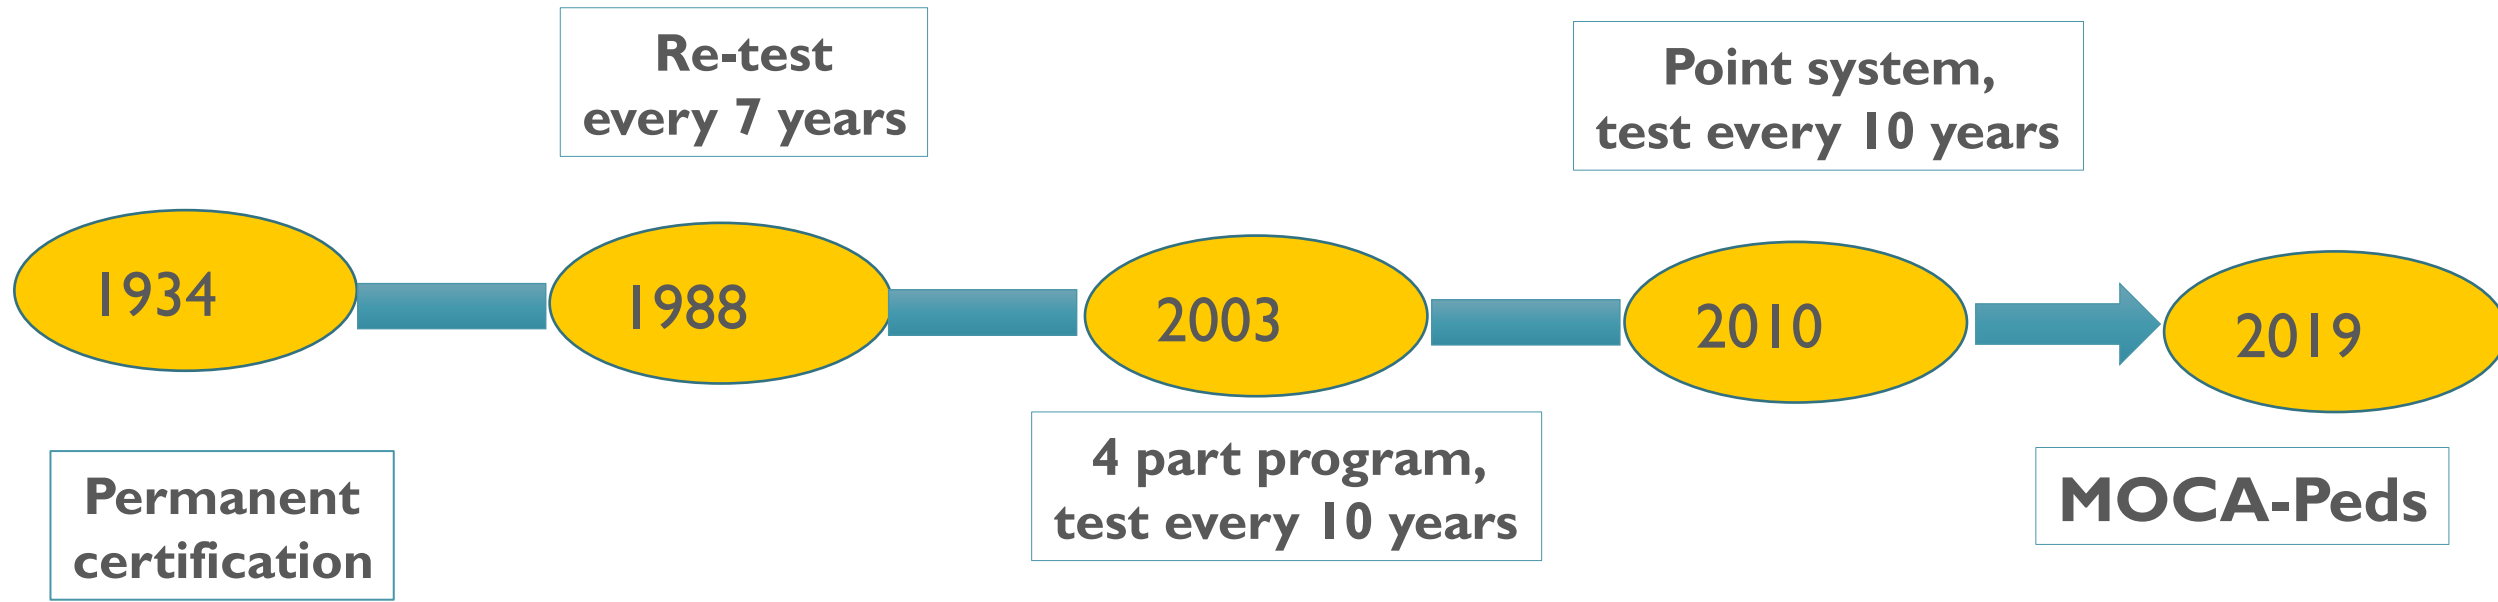 Re-test
every 7 years
Point system,
test every 10 years
1934
1988
2003
2010
2019
Permanent
certification
4 part program,
test every 10 years
MOCA-Peds